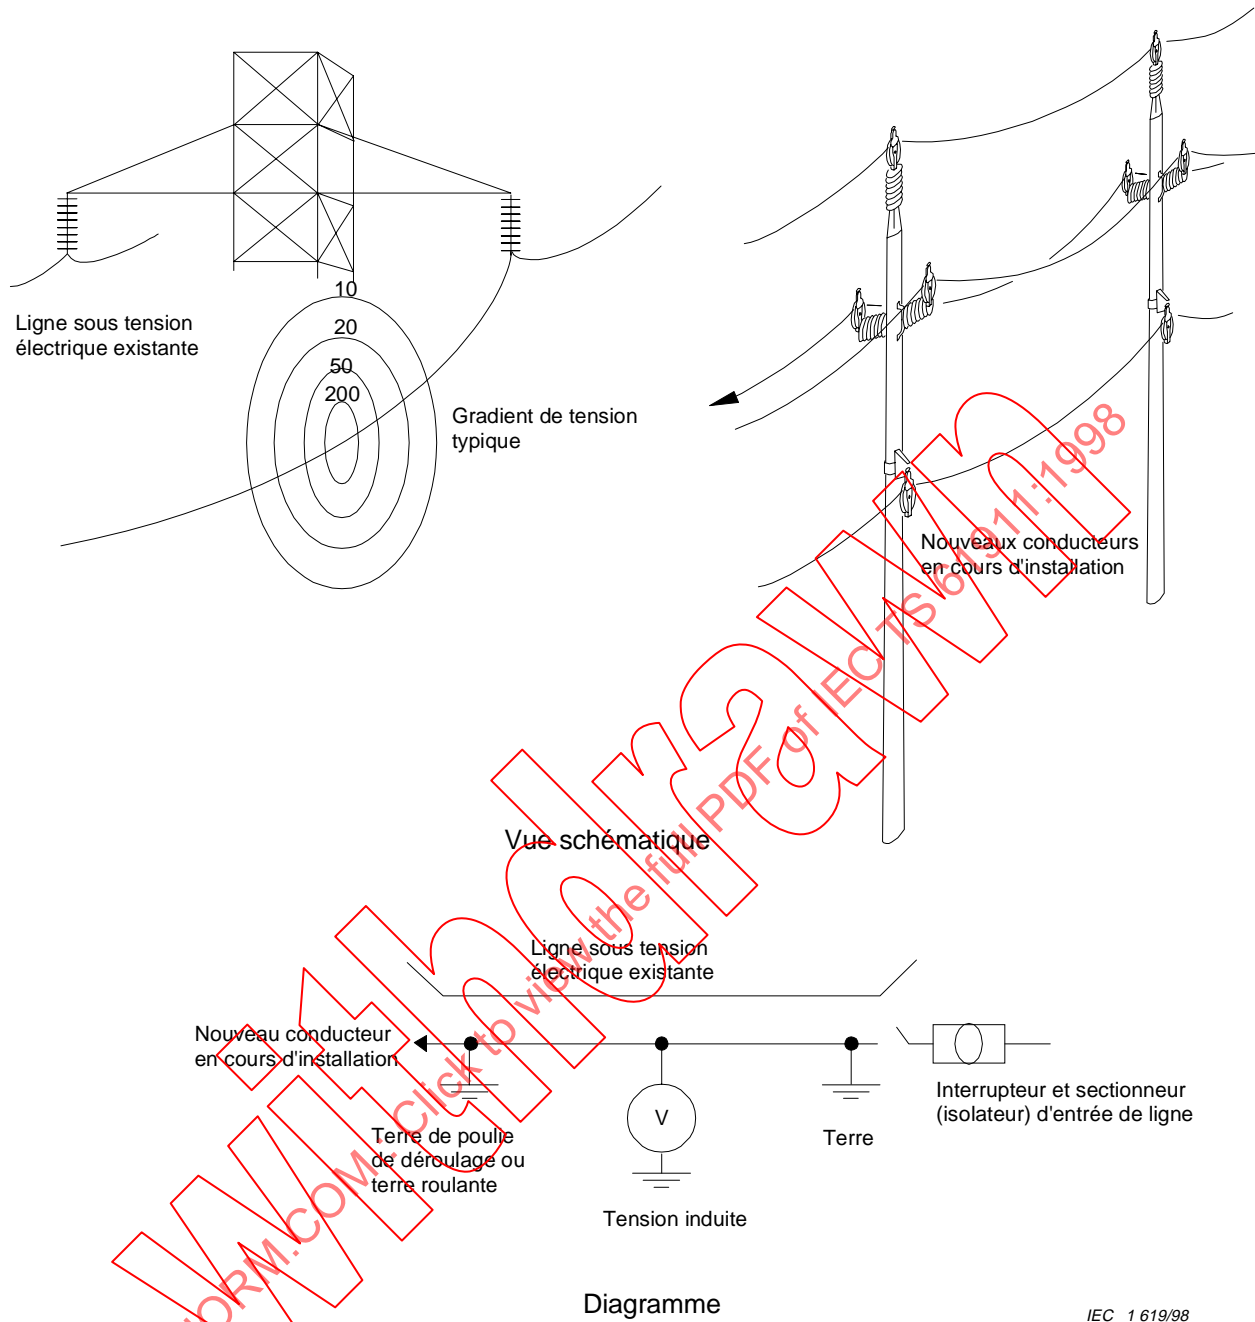 10
20
50
200
Ligne sous tension
électrique existante
Gradient de tension
typique
Nouveaux conducteurs
en cours d'installation
Vue schématique
Ligne sous tension
électrique existante
Nouveau conducteur
en cours d'installation
Interrupteur et sectionneur
(isolateur) d'entrée de ligne
V
Terre de poulie
de déroulage ou
terre roulante
Terre
Tension induite
Diagramme
IEC 1 619/98
Withdrawn
NORM.COM: Click to view the full PDF of IEC TS 61911:1998